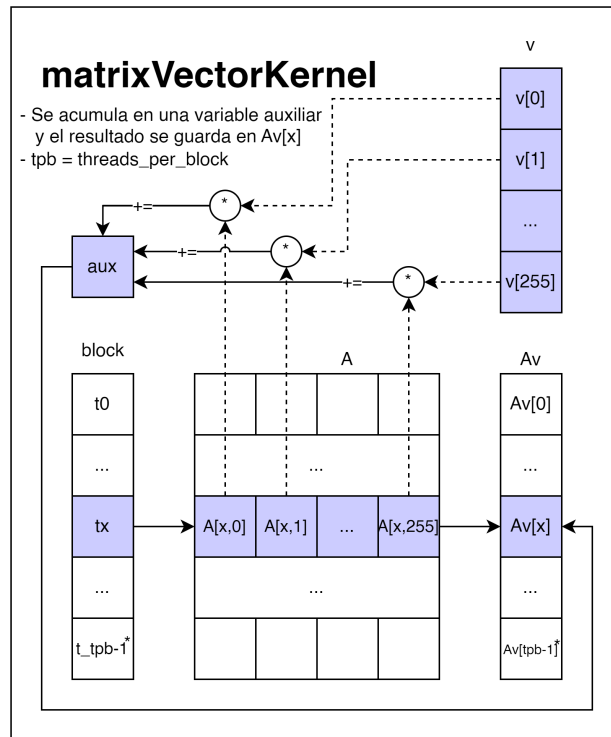 v
matrixVectorKernel
v[0]
- Se acumula en una variable auxiliar
y el resultado se guarda en Av[x]
- tpb = threads_per_block
v[1]
+=
*
...
+=
*
aux
+=
*
v[255]
block
A
Av
t0
Av[0]
...
...
...
tx
A[x,0]
A[x,1]
...
A[x,255]
Av[x]
...
...
...
t_tpb-1*
Av[tpb-1]*